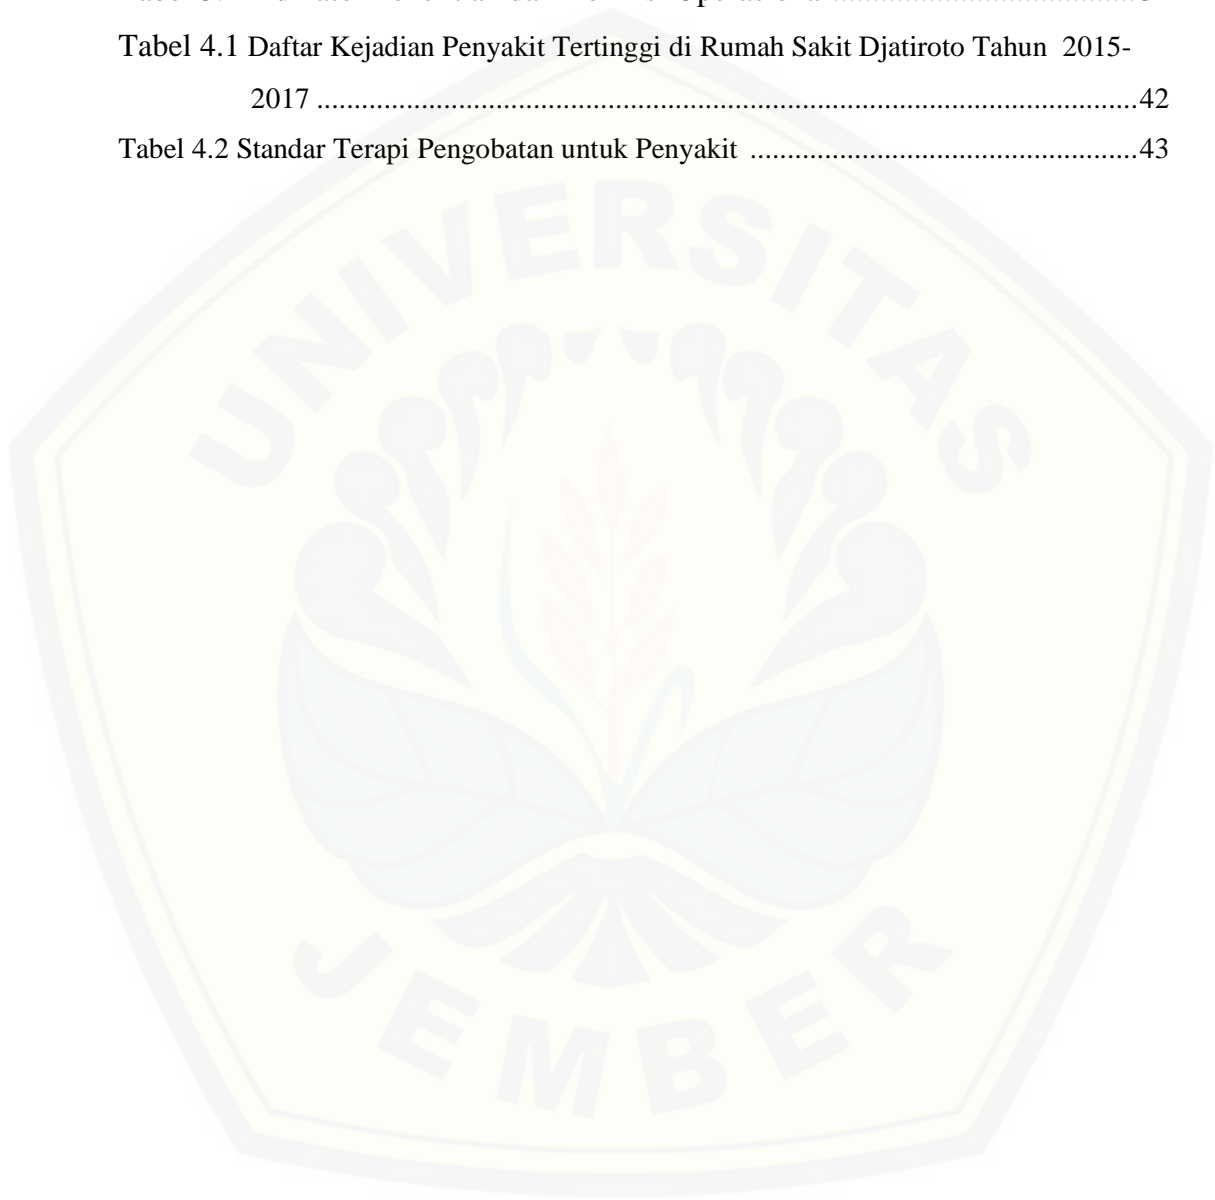 Tabel 4.1 Daftar Kejadian Penyakit Tertinggi di Rumah Sakit Djatiroto Tahun 2015-
2017 ..............................................................................................................42
Tabel 4.2 Standar Terapi Pengobatan untuk Penyakit ....................................................43
UNIVERSITAS
JEMBER